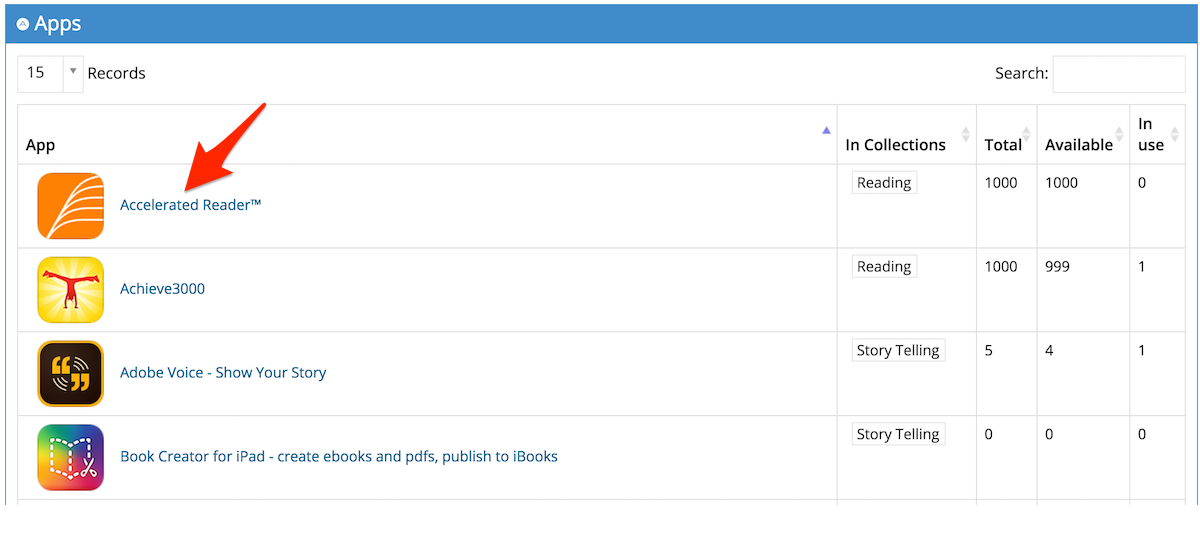 Apps
15 Records Search:
App In Collections Total Available In use
Accelerated Reader™ Reading 1000 1000 0
Achieve3000 Reading 1000 999 1
Adobe Voice - Show Your Story Story Telling 5 4 1
Book Creator for iPad - create ebooks and pdfs, publish to iBooks Story Telling 0 0 0